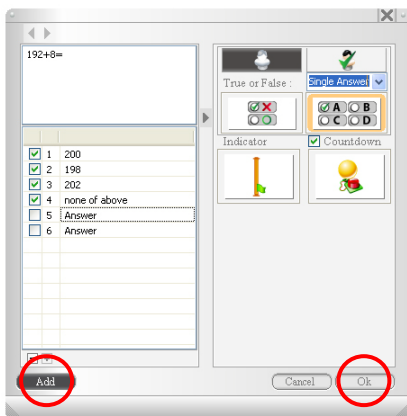 192+8=
True or False :
Single Answer
A B
C D
Indicator
Countdown
1 200
2 198
3 202
4 none of above
5 Answer
6 Answer
Add
Cancel
Ok